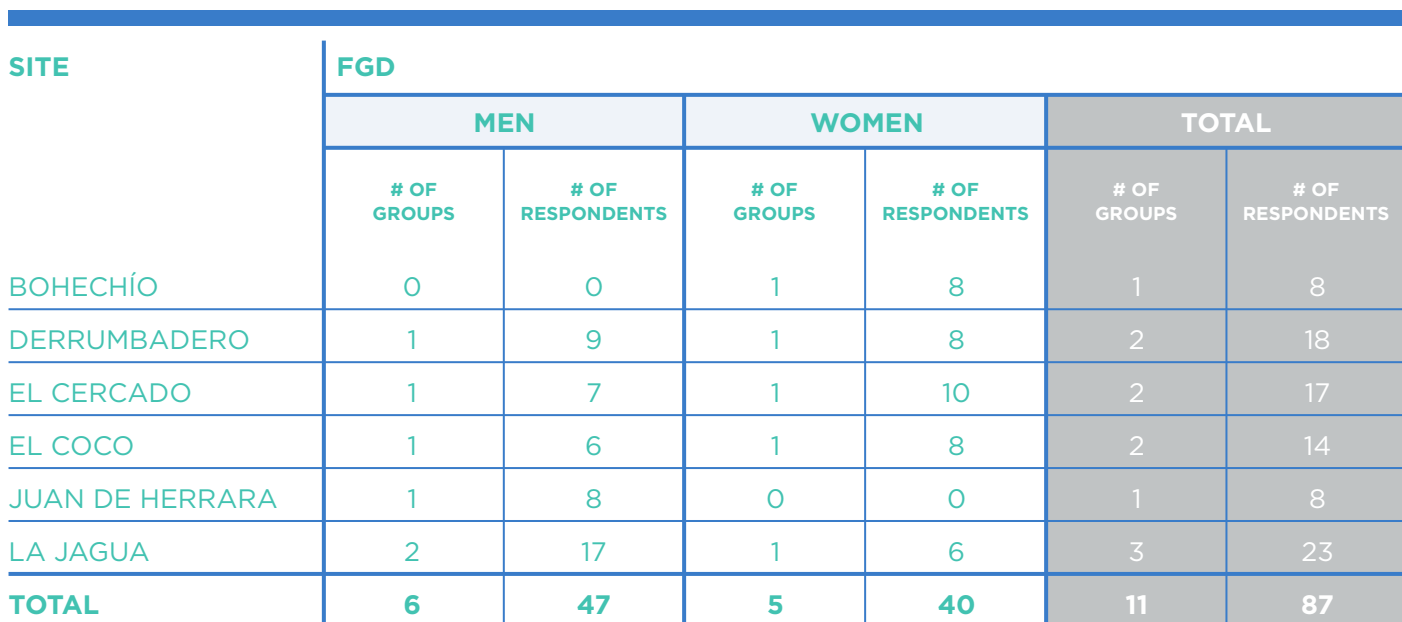 SITE FGD
MEN WOMEN TOTAL
# OF # OF # OF # OF # OF # OF
GROUPS RESPONDENTS GROUPS RESPONDENTS GROUPS RESPONDENTS
BOHECHÍO 0 0 1 8 1 8
DERRUMBADERO 1 9 1 8 2 18
EL CERCADO 1 7 1 10 2 17
EL COCO 1 6 1 8 2 14
JUAN DE HERRARA 1 8 0 0 1 8
LA JAGUA 2 17 1 6 3 23
TOTAL 6 47 5 40 11 87